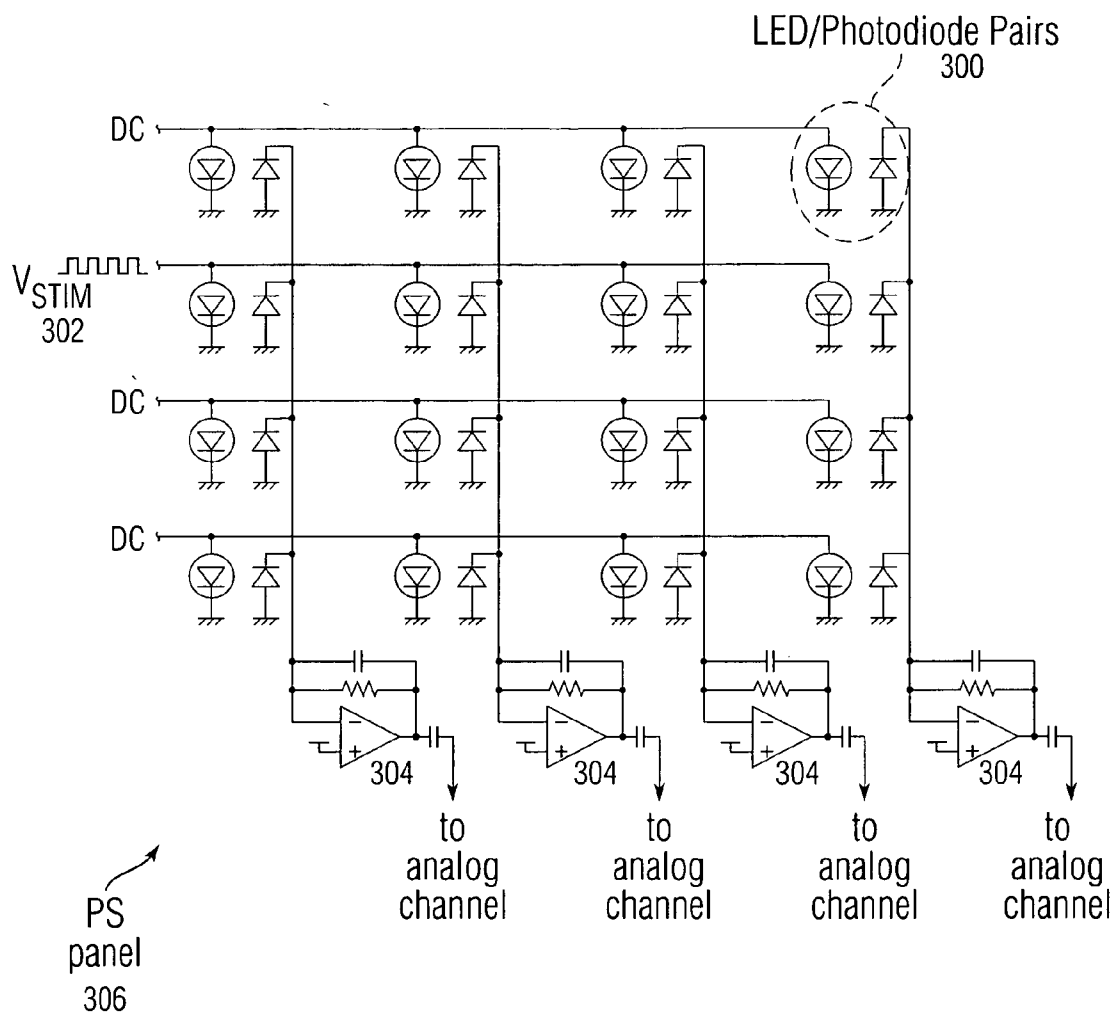 LED/Photodiode Pairs
300
DC
V STIM
302
DC
DC
304
304
304
304
to analog channel
to analog channel
to analog channel
to analog channel
PS panel
306